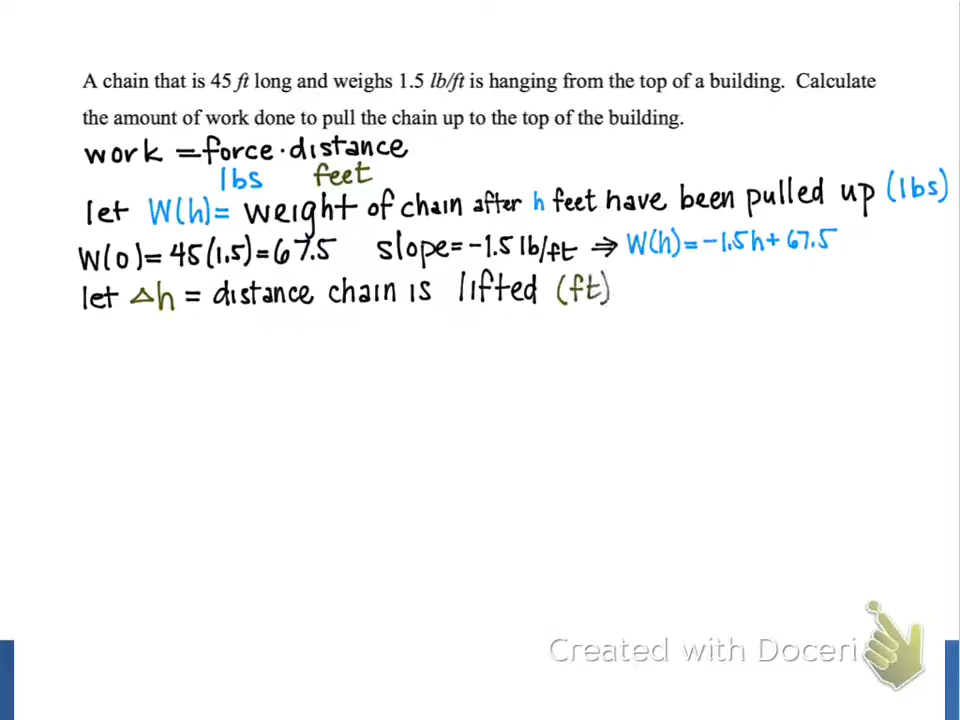 A chain that is 45 ft long and weighs 1.5 lb/ft is hanging from the top of a building. Calculate
the amount of work done to pull the chain up to the top of the building.
work = force · distance
lbs feet
let W(h) = weight of chain after h feet have been pulled up (lbs)
W(0) = 45(1.5) = 67.5 slope = -1.5 lb/ft ⇒ W(h) = -1.5h + 67.5
let Δh = distance chain is lifted (ft)
Created with Doceri